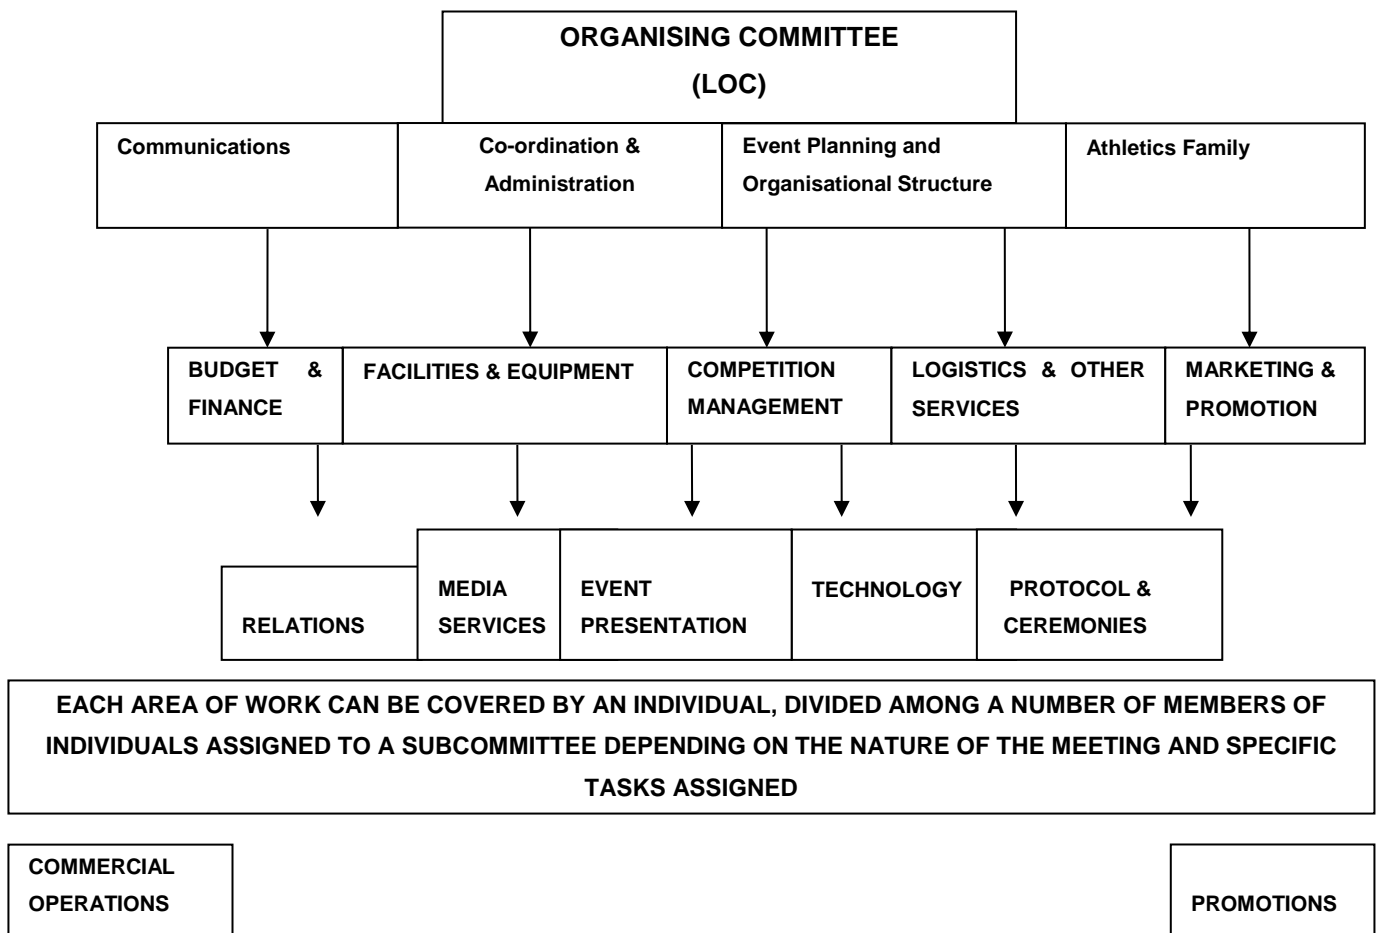 ORGANISING COMMITTEE
(LOC)
Communications
Co-ordination &
Administration
Event Planning and
Organisational Structure
Athletics Family
BUDGET &
FINANCE
FACILITIES & EQUIPMENT
COMPETITION
MANAGEMENT
LOGISTICS & OTHER
SERVICES
MARKETING &
PROMOTION
RELATIONS
MEDIA
SERVICES
EVENT
PRESENTATION
TECHNOLOGY
PROTOCOL &
CEREMONIES
EACH AREA OF WORK CAN BE COVERED BY AN INDIVIDUAL, DIVIDED AMONG A NUMBER OF MEMBERS OF
INDIVIDUALS ASSIGNED TO A SUBCOMMITTEE DEPENDING ON THE NATURE OF THE MEETING AND SPECIFIC
TASKS ASSIGNED
COMMERCIAL
OPERATIONS
PROMOTIONS